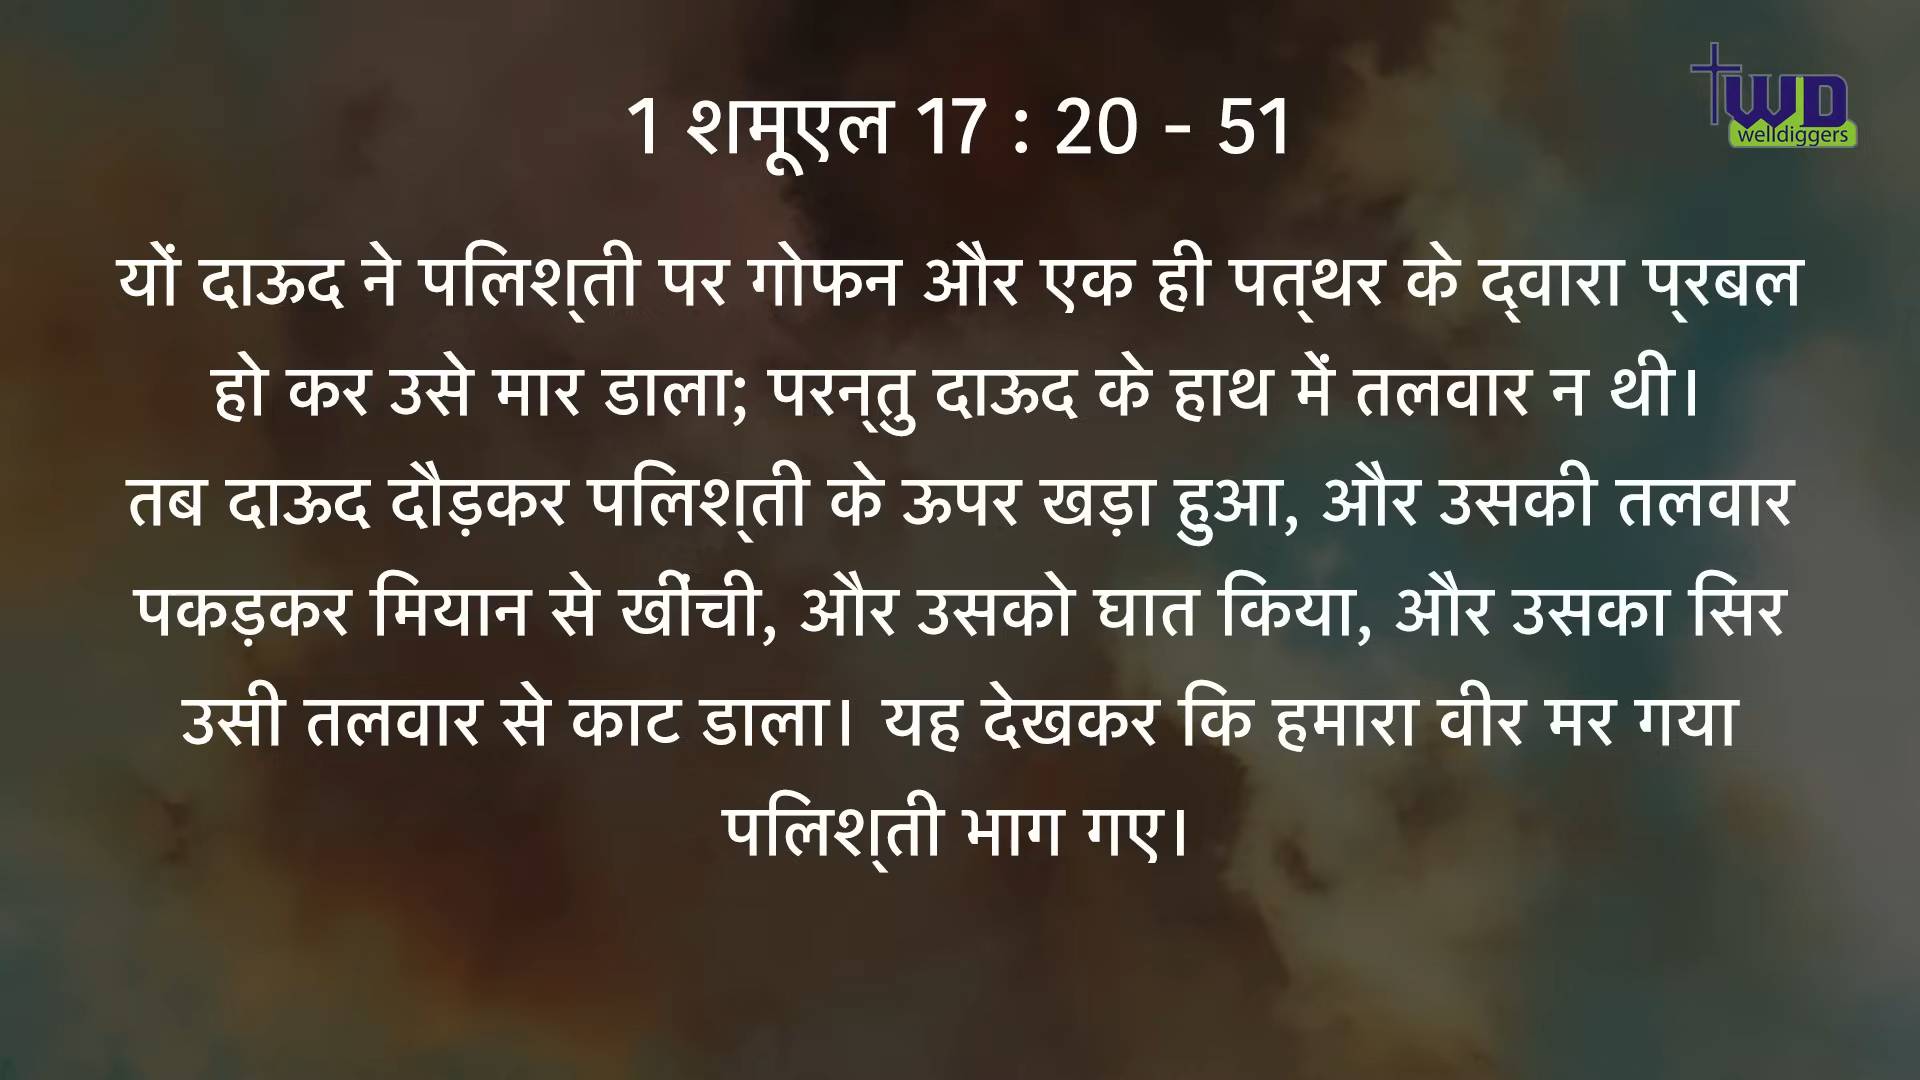 1 शमूएल 17 : 20 - 51
WD
welldiggers
यों दाऊद ने पलिश्ती पर गोफन और एक ही पत्थर के द्वारा प्रबल
हो कर उसे मार डाला; परन्तु दाऊद के हाथ में तलवार न थी।
तब दाऊद दौड़कर पलिश्ती के ऊपर खड़ा हुआ, और उसकी तलवार
पकड़कर मियान से खींची, और उसको घात किया, और उसका सिर
उसी तलवार से काट डाला। यह देखकर कि हमारा वीर मर गया
पलिश्ती भाग गए।